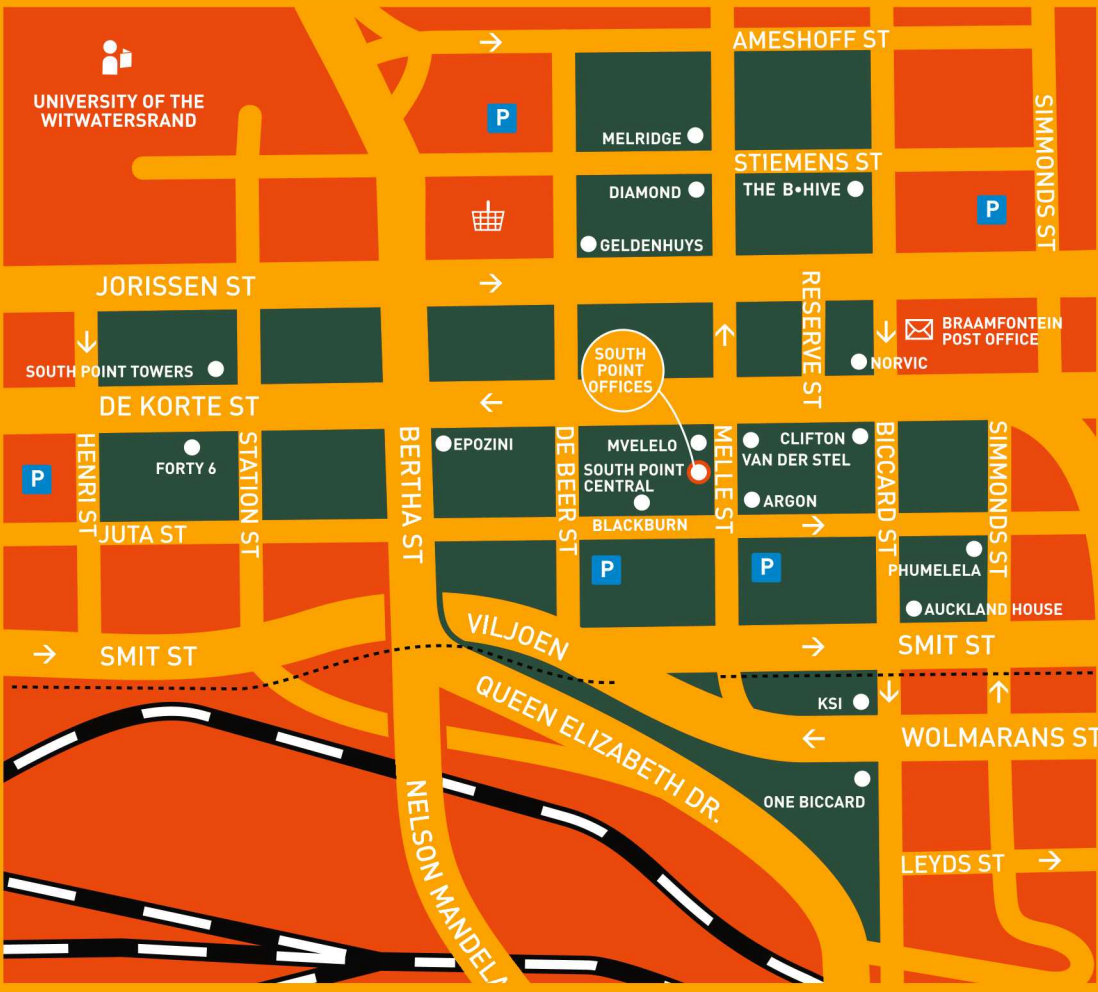 AMESHOFF ST
UNIVERSITY OF THE
WITWATERSRAND
SIMMONDS ST
P
MELRIDGE
STIEMENS ST
DIAMOND
THE B•HIVE
P
GELDENHUYS
JORISSEN ST
RESERVE ST
BRAAMFONTEIN
POST OFFICE
SOUTH
POINT
OFFICES
NORVIC
SOUTH POINT TOWERS
DE KORTE ST
HENRI ST
FORTY 6
STATION ST
BERTHA ST
EPOZINI
DE BEER ST
MVELELO
SOUTH POINT
CENTRAL
BLACKBURN
MELLE ST
CLIFTON
VAN DER STEL
ARGON
BICCARD ST
SIMMONDS ST
P
JUTA ST
P
P
PHUMELELA
AUCKLAND HOUSE
VILJOEN
SMIT ST
SMIT ST
QUEEN ELIZABETH DR.
KSI
WOLMARANS ST
NELSON MANDELA
ONE BICCARD
LEYDS ST